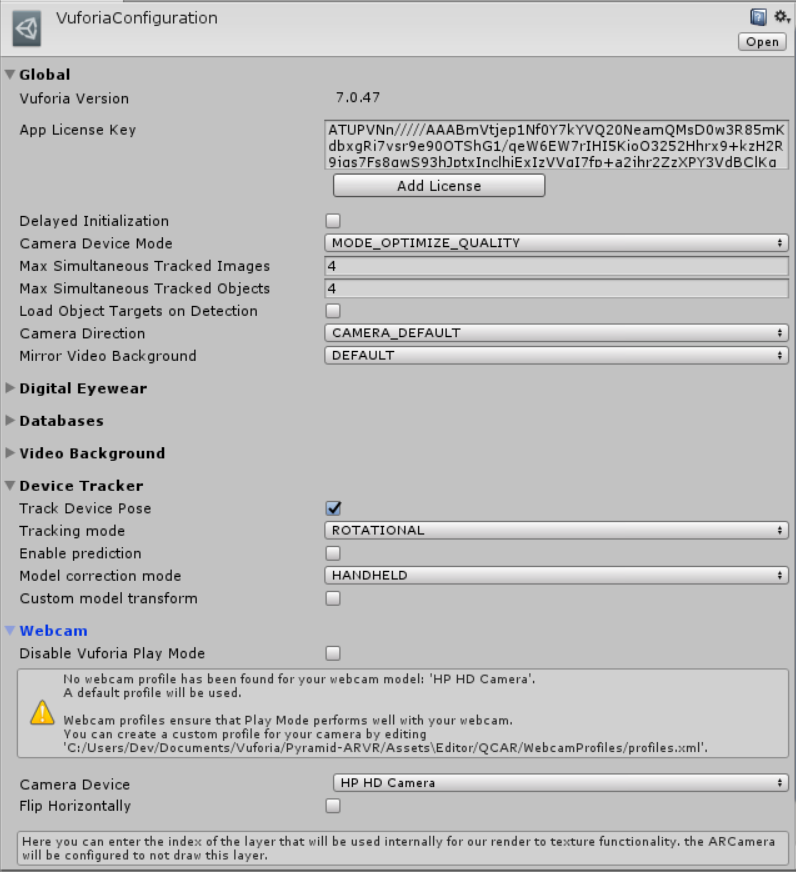 VuforiaConfiguration
Open
Global
Vuforia Version 7.0.47
App License Key ATUPVNn/////AAABmVtjep1Nf0Y7kYVQ20NeamQMsD0w3R85mK
dbxgRi7vsr9e90OTShG1/qeW6EW7rIHI5KioO3252Hhrx9+kzH2R
9jqs7Fs8gwS93hJptxInclhiExIzVVgI7fp+a2ihr2ZzXPY3VdBClKg
Add License
Delayed Initialization
Camera Device Mode MODE_OPTIMIZE_QUALITY
Max Simultaneous Tracked Images 4
Max Simultaneous Tracked Objects 4
Load Object Targets on Detection
Camera Direction CAMERA_DEFAULT
Mirror Video Background DEFAULT
Digital Eyewear
Databases
Video Background
Device Tracker
Track Device Pose
Tracking mode ROTATIONAL
Enable prediction
Model correction mode HANDHELD
Custom model transform
Webcam
Disable Vuforia Play Mode
No webcam profile has been found for your webcam model: 'HP HD Camera'.
A default profile will be used.
Webcam profiles ensure that Play Mode performs well with your webcam.
You can create a custom profile for your camera by editing
'C:/Users/Dev/Documents/Vuforia/Pyramid-ARVR/Assets\Editor/QCAR/WebcamProfiles/profiles.xml'.
Camera Device HP HD Camera
Flip Horizontally
Here you can enter the index of the layer that will be used internally for our render to texture functionality. the ARCamera
will be configured to not draw this layer.